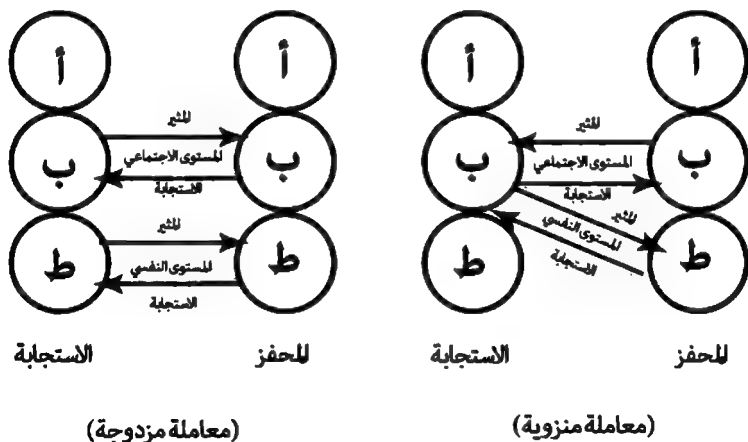 أ
أ
المثير
ب
المستوى الاجتماعي
ب
الاستجابة
المثير
ط
المستوى النفسي
ط
الاستجابة
المحفز
الاستجابة
(معاملة منزوية)
أ
أ
المثير
ب
المستوى الاجتماعي
ب
الاستجابة
المثير
ط
المستوى النفسي
ط
الاستجابة
المحفز
الاستجابة
(معاملة مزدوجة)